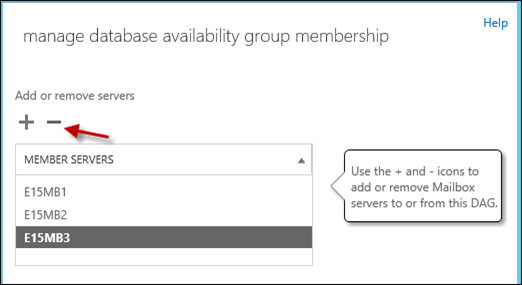 Help
manage database availability group membership
Add or remove servers
MEMBER SERVERS
E15MB1
E15MB2
E15MB3
Use the + and - icons to
add or remove Mailbox
servers to or from this DAG.